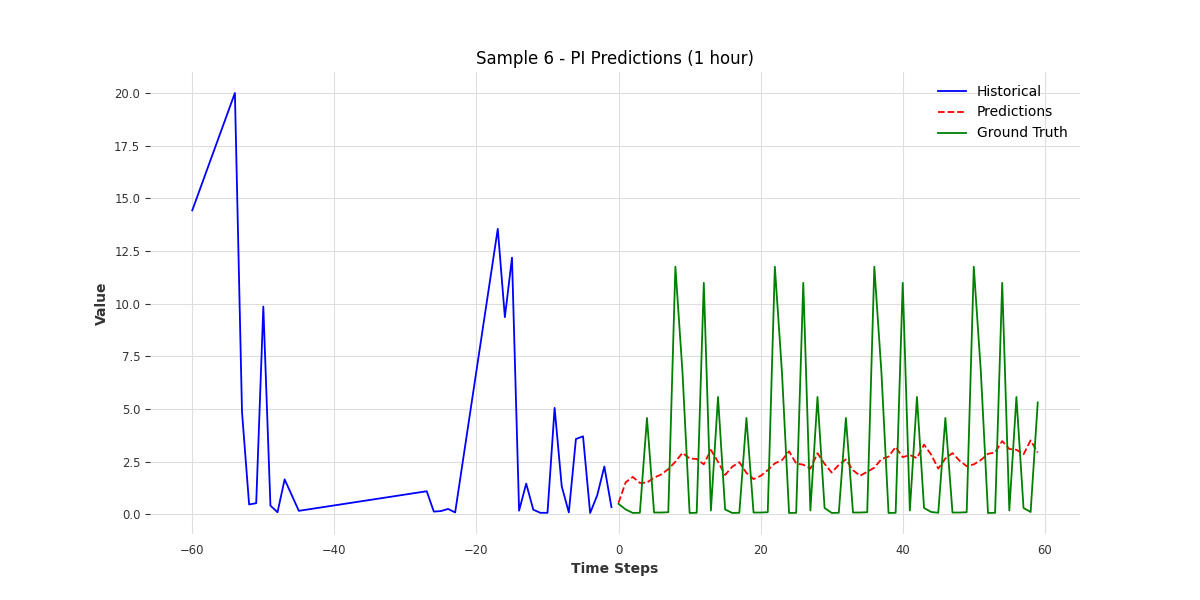 Sample 6 - PI Predictions (1 hour)
Historical
Predictions
Ground Truth
20.0
17.5
15.0
12.5
10.0
7.5
5.0
2.5
0.0
Value
−60
−40
−20
0
20
40
60
Time Steps